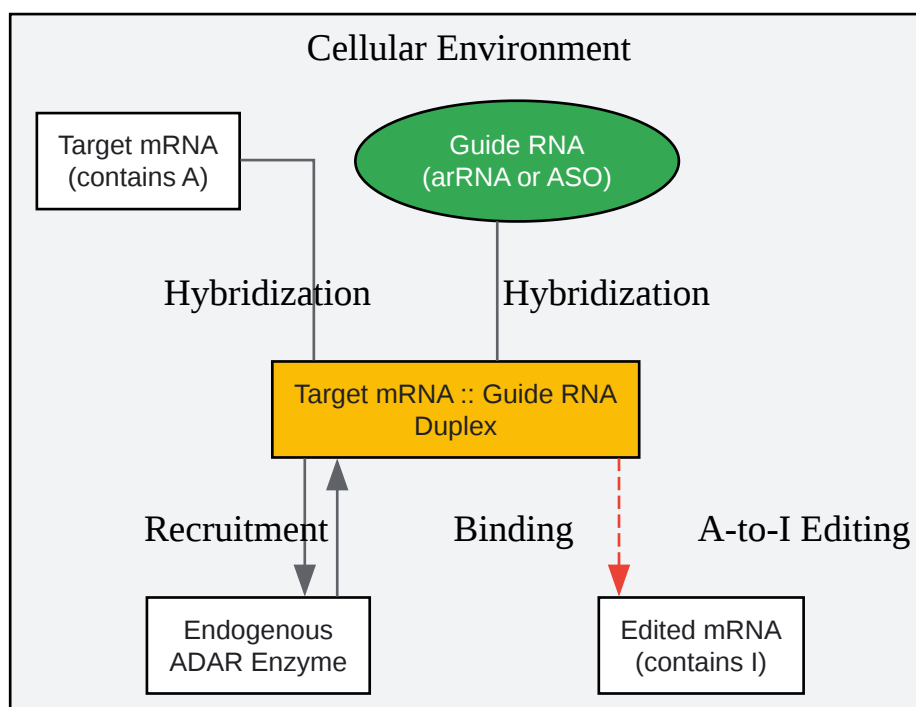 Cellular Environment
Target mRNA
(contains A)
Guide RNA
(arRNA or ASO)
Hybridization
Hybridization
Target mRNA :: Guide RNA
Duplex
Recruitment
Binding
A-to-I Editing
Endogenous
ADAR Enzyme
Edited mRNA
(contains I)